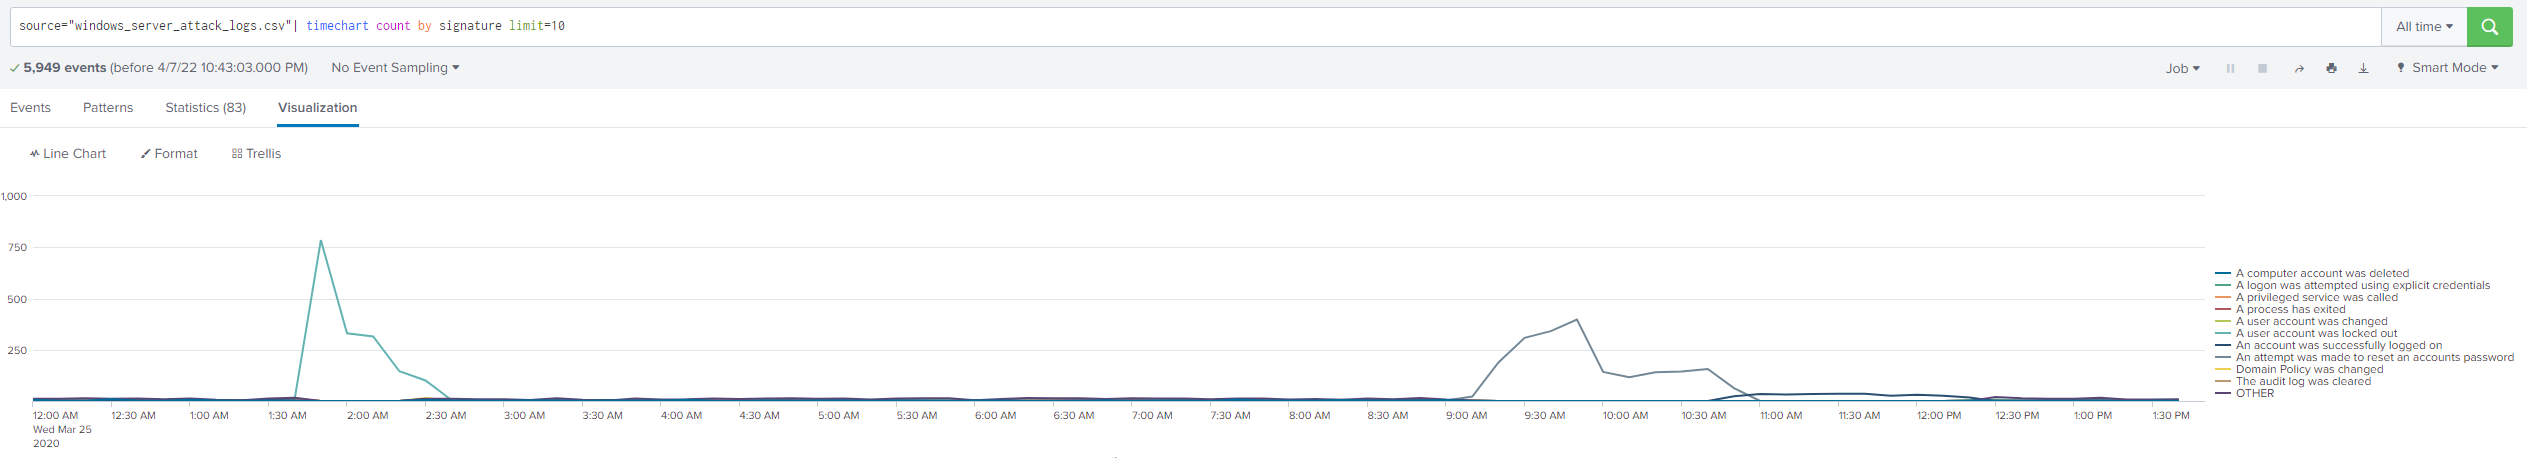 source="windows_server_attack_logs.csv"| timechart count by signature limit=10
All time
5,949 events (before 4/7/22 10:43:03.000 PM)
No Event Sampling
Job
Smart Mode
Events
Patterns
Statistics (83)
Visualization
Line Chart
Format
Trellis
1,000
750
500
250
12:00 AM
Wed Mar 25
2020
12:30 AM
1:00 AM
1:30 AM
2:00 AM
2:30 AM
3:00 AM
3:30 AM
4:00 AM
4:30 AM
5:00 AM
5:30 AM
6:00 AM
6:30 AM
7:00 AM
7:30 AM
8:00 AM
8:30 AM
9:00 AM
9:30 AM
10:00 AM
10:30 AM
11:00 AM
11:30 AM
12:00 PM
12:30 PM
1:00 PM
1:30 PM
A computer account was deleted
A logon was attempted using explicit credentials
A privileged service was called
A process has exited
A user account was changed
A user account was locked out
An account was successfully logged on
An attempt was made to reset an accounts password
Domain Policy was changed
The audit log was cleared
OTHER